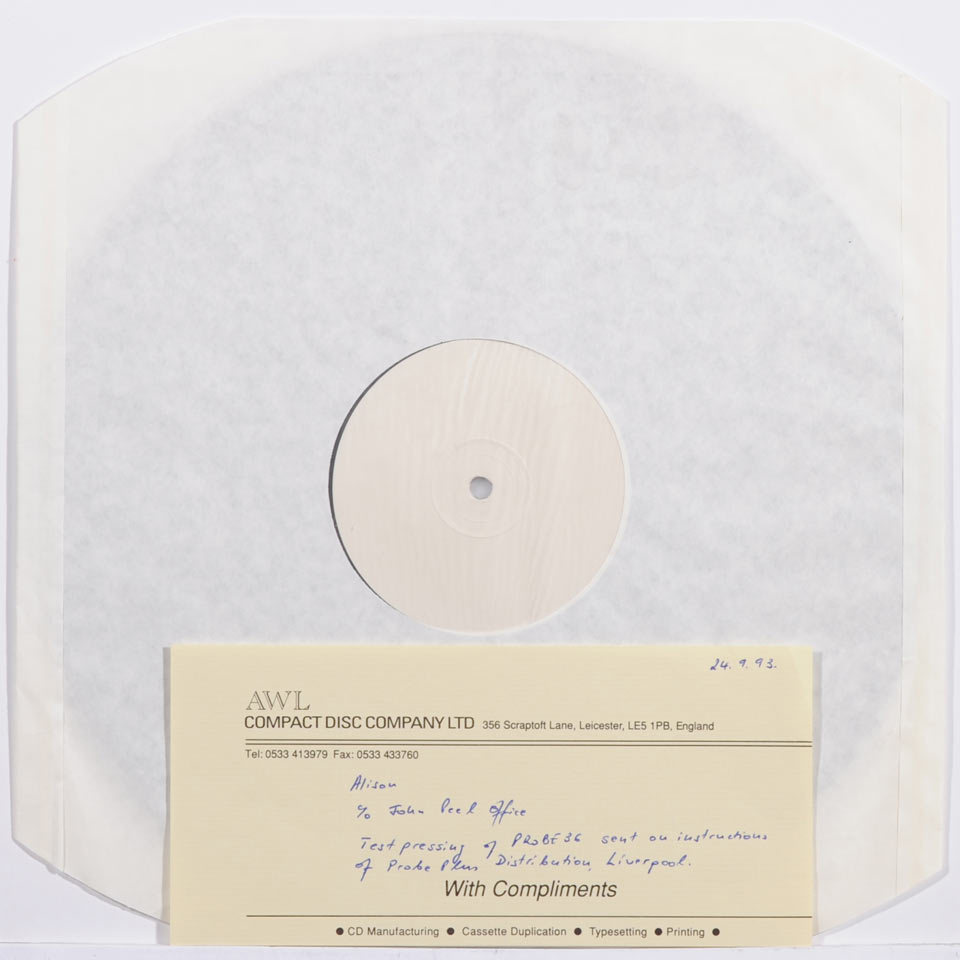 24. 9. 93.
AWL
COMPACT DISC COMPANY LTD 356 Scraptoft Lane, Leicester, LE5 1PB, England
Tel: 0533 413979 Fax: 0533 433760
Alison
c/o John Peel Office
Test pressing of PROBE 36 sent on instructions
of Probe Plus Distribution, Liverpool.
With Compliments
● CD Manufacturing ● Cassette Duplication ● Typesetting ● Printing ●